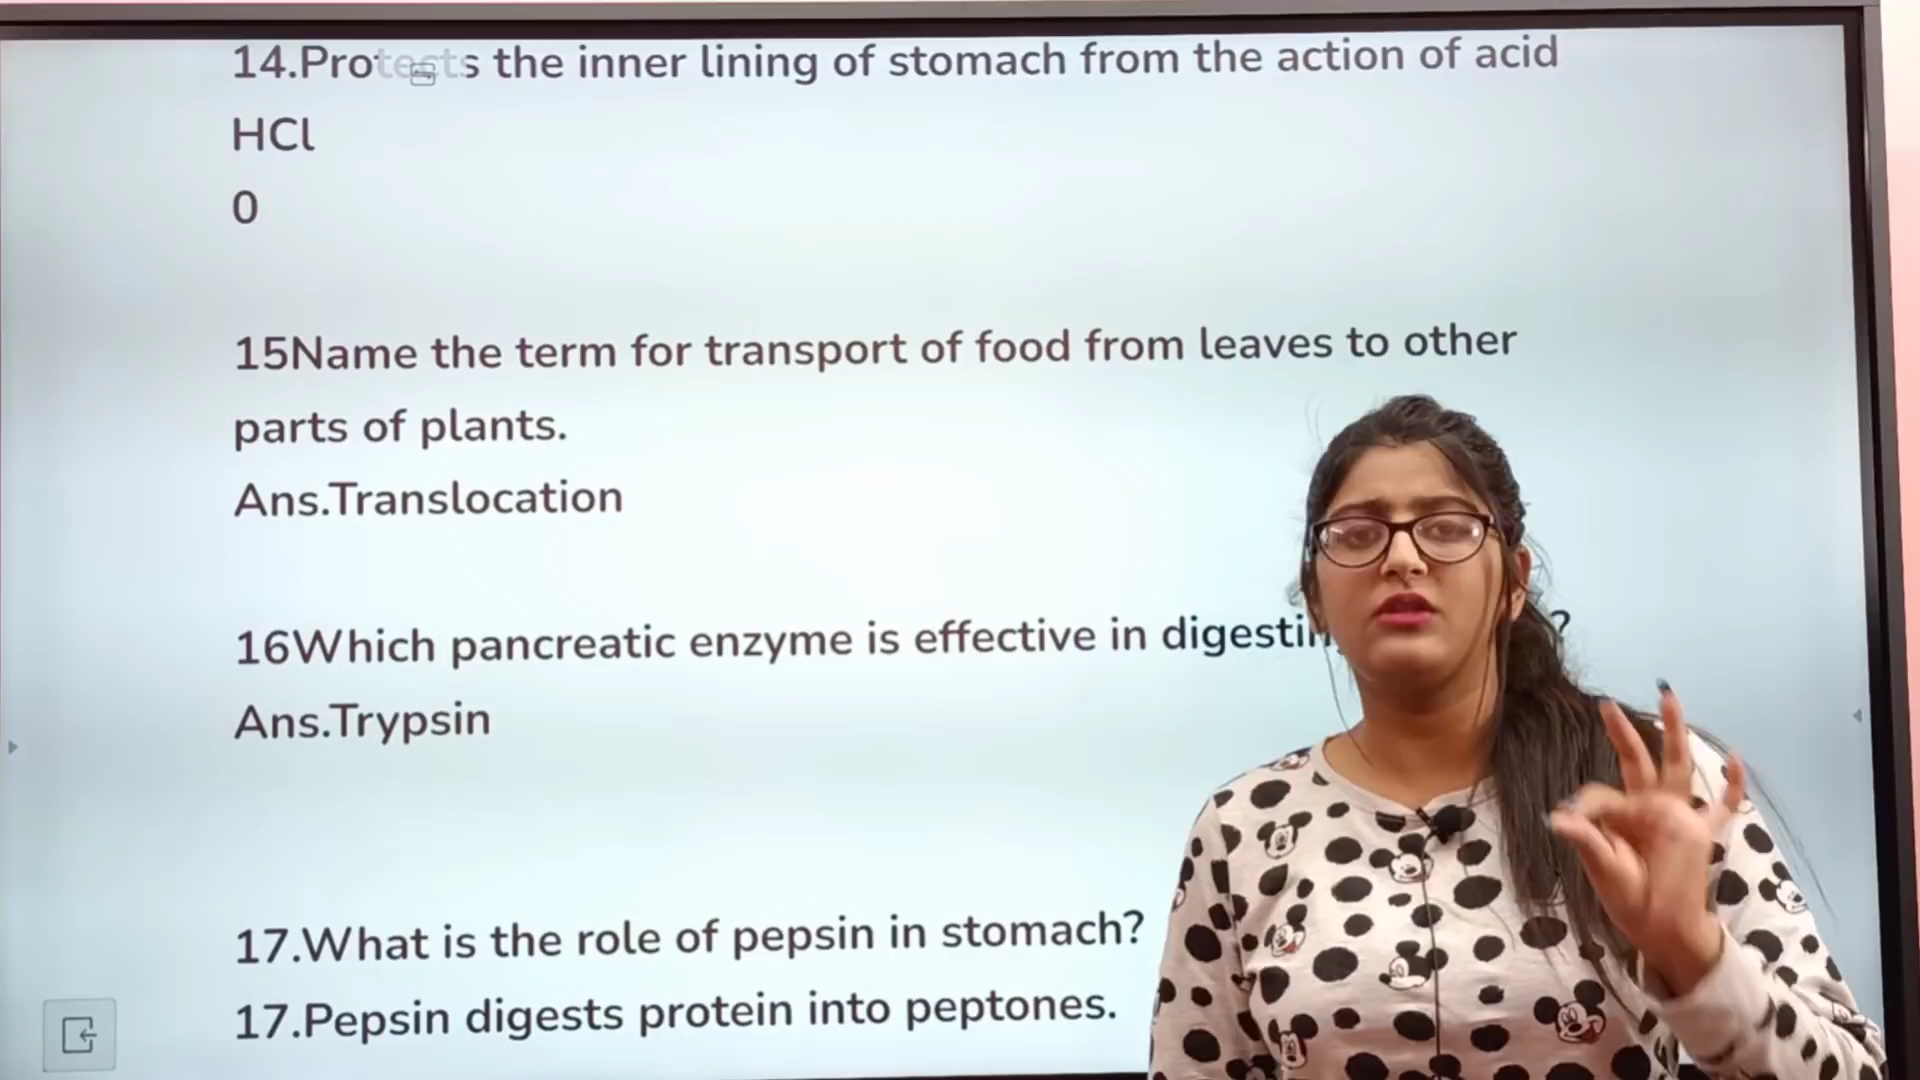 14.Protects the inner lining of stomach from the action of acid
HCl
0
15Name the term for transport of food from leaves to other
parts of plants.
Ans.Translocation
16Which pancreatic enzyme is effective in ?
Ans.Trypsin
17.What is the role of pepsin in stomach?
17.Pepsin digests protein into peptones.